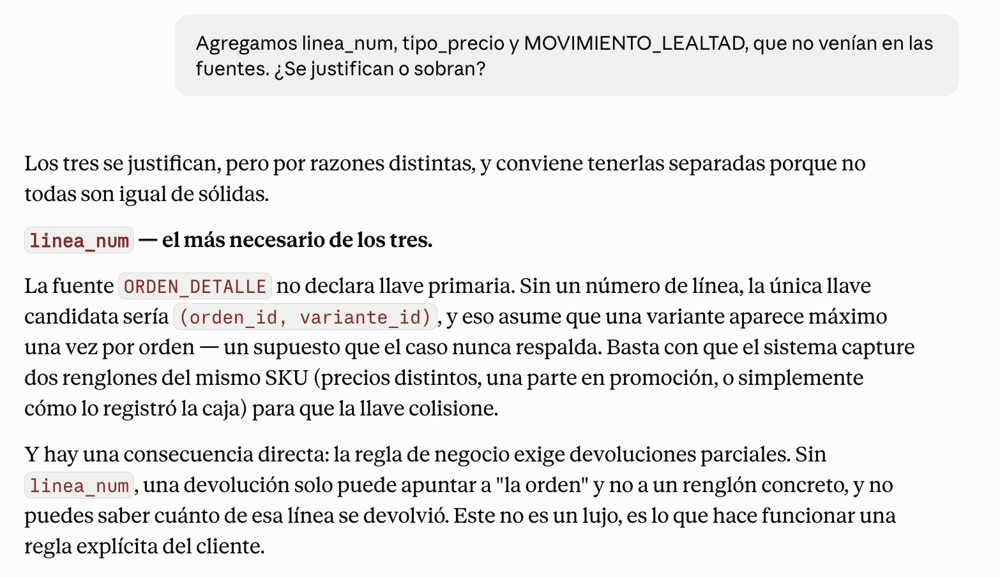 Agregamos linea_num, tipo_precio y MOVIMIENTO_LEALTAD, que no venían en las
fuentes. ¿Se justifican o sobran?
Los tres se justifican, pero por razones distintas, y conviene tenerlas separadas porque no
todas son igual de sólidas.
linea_num — el más necesario de los tres.
La fuente ORDEN_DETALLE no declara llave primaria. Sin un número de línea, la única llave
candidata sería (orden_id, variante_id), y eso asume que una variante aparece máximo
una vez por orden — un supuesto que el caso nunca respalda. Basta con que el sistema capture
dos renglones del mismo SKU (precios distintos, una parte en promoción, o simplemente
cómo lo registró la caja) para que la llave colisione.
Y hay una consecuencia directa: la regla de negocio exige devoluciones parciales. Sin
linea_num, una devolución solo puede apuntar a "la orden" y no a un renglón concreto, y no
puedes saber cuánto de esa línea se devolvió. Este no es un lujo, es lo que hace funcionar una
regla explícita del cliente.